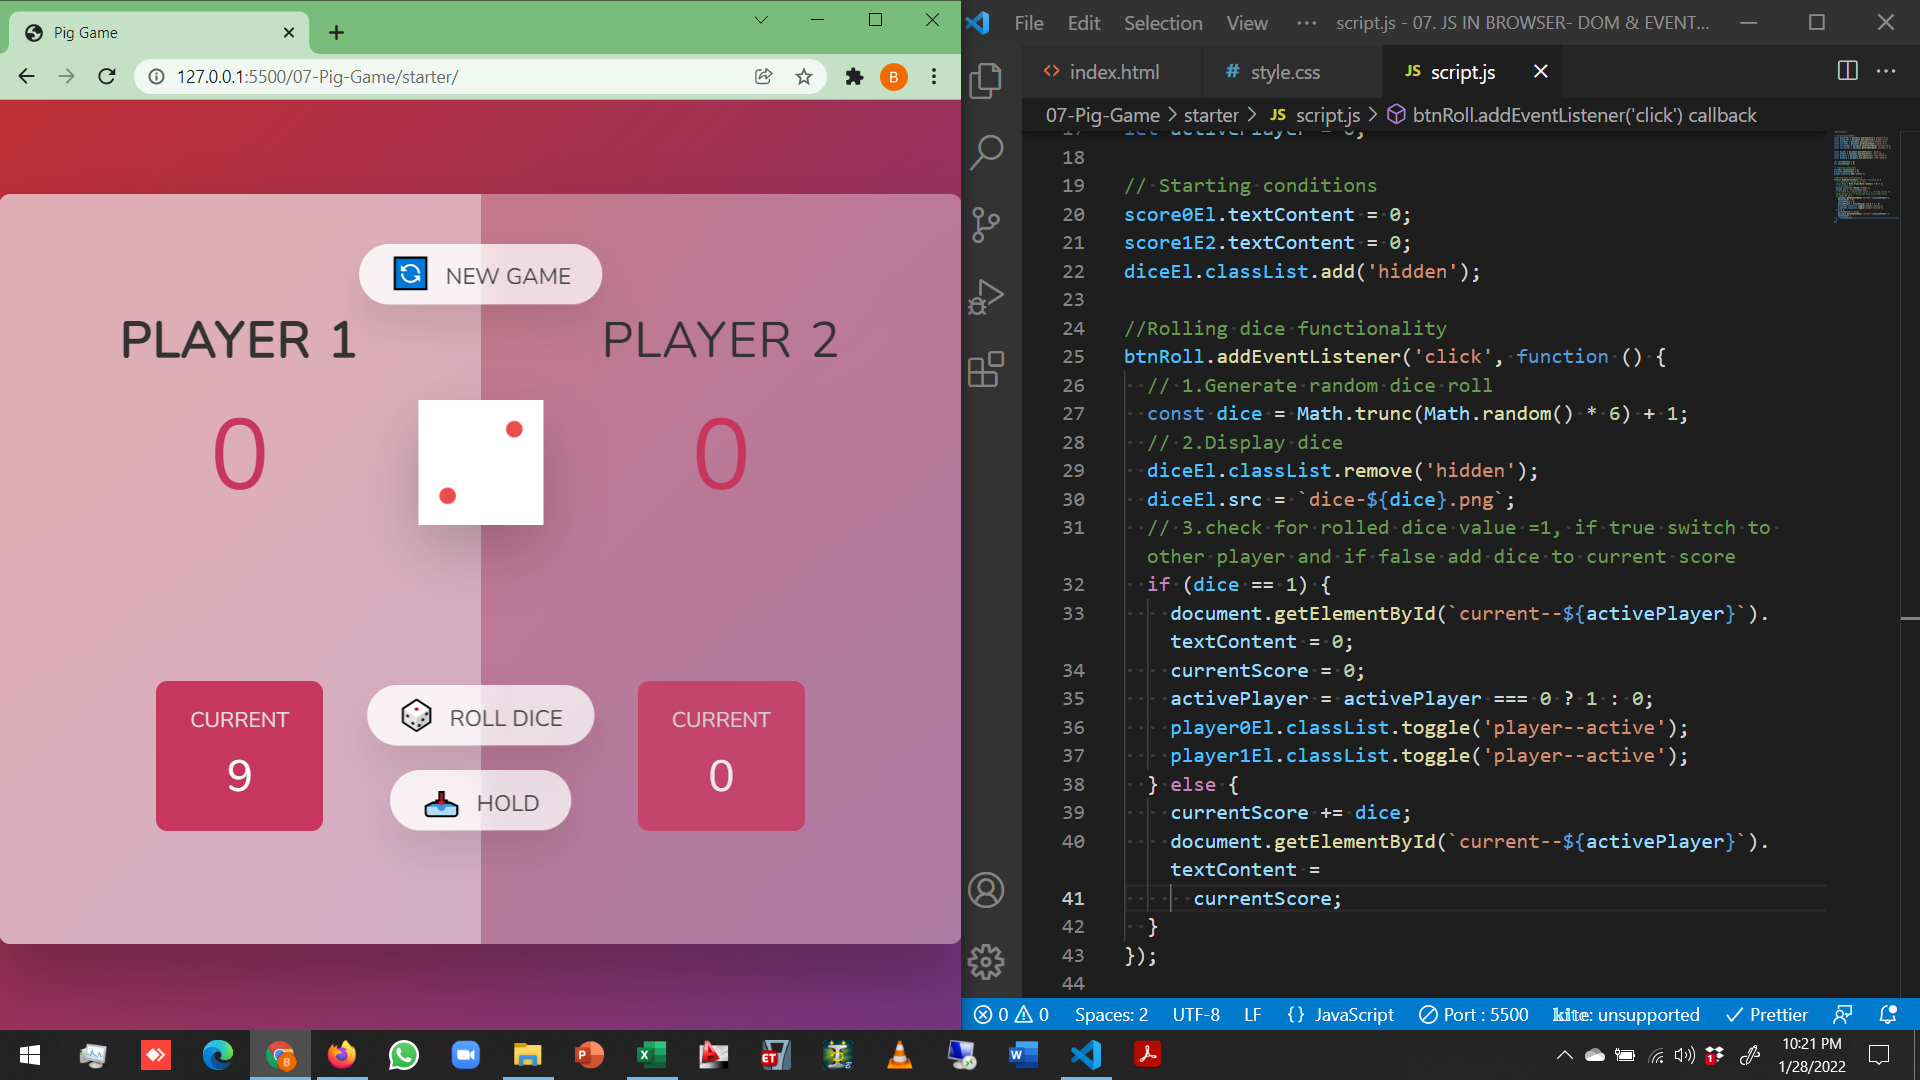 Pig Game
127.0.0.1:5500/07-Pig-Game/starter/
B
NEW GAME
PLAYER 1
PLAYER 2
0
0
CURRENT
9
ROLL DICE
HOLD
CURRENT
0
File Edit Selection View ··· script.js - 07. JS IN BROWSER- DOM & EVENT...
index.html
# style.css
JS script.js
07-Pig-Game > starter > JS script.js > btnRoll.addEventListener('click') callback
17 let activePlayer = 0;
18
19 // Starting conditions
20 score0El.textContent = 0;
21 score1E2.textContent = 0;
22 diceEl.classList.add('hidden');
23
24 //Rolling dice functionality
25 btnRoll.addEventListener('click', function () {
26 // 1.Generate random dice roll
27 const dice = Math.trunc(Math.random() * 6) + 1;
28 // 2.Display dice
29 diceEl.classList.remove('hidden');
30 diceEl.src = `dice-${dice}.png`;
31 // 3.check for rolled dice value =1, if true switch to
other player and if false add dice to current score
32 if (dice == 1) {
33 document.getElementById(`current--${activePlayer}`).
textContent = 0;
34 currentScore = 0;
35 activePlayer = activePlayer === 0 ? 1 : 0;
36 player0El.classList.toggle('player--active');
37 player1El.classList.toggle('player--active');
38 } else {
39 currentScore += dice;
40 document.getElementById(`current--${activePlayer}`).
textContent =
41 currentScore;
42 }
43 });
44
0 0 Spaces: 2 UTF-8 LF {} JavaScript Port : 5500 kite: unsupported Prettier
10:21 PM
1/28/2022